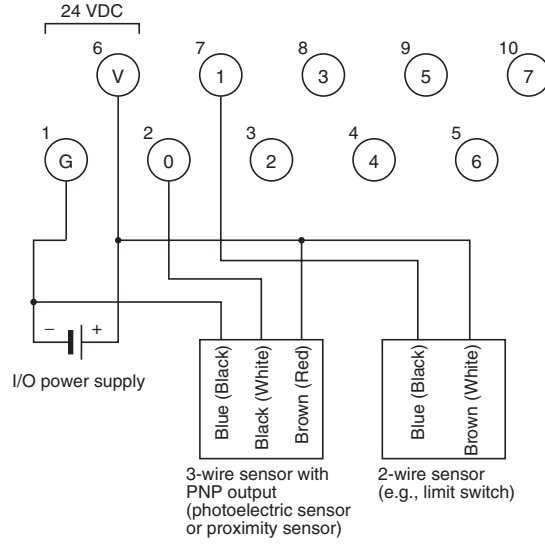 24 VDC
6 7 8 9 10
V 1 3 5 7
1 2 3 4 5
G 0 2 4 6
– +
I/O power supply
Blue (Black)
Black (White)
Brown (Red)
Blue (Black)
Brown (White)
3-wire sensor with
PNP output
(photoelectric sensor
or proximity sensor)
2-wire sensor
(e.g., limit switch)